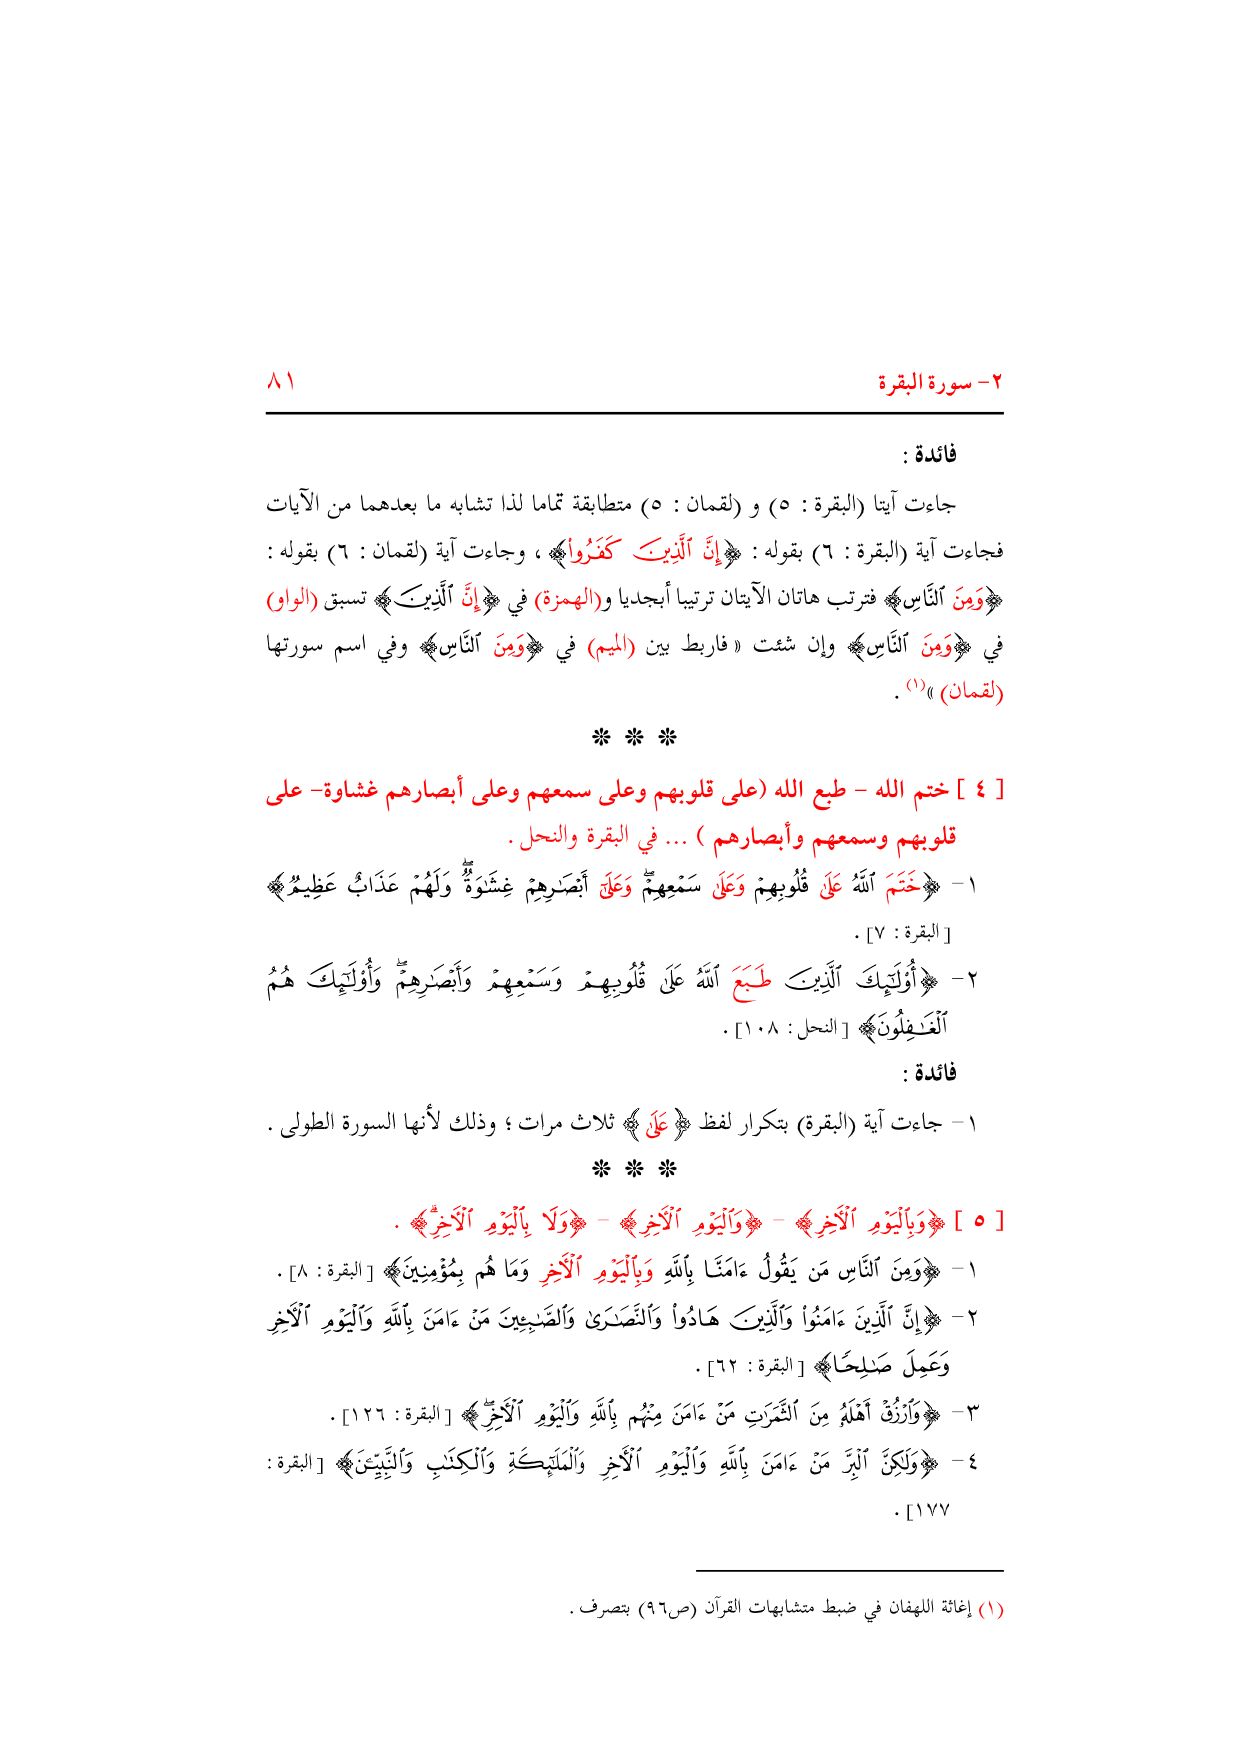 ٢- سورة البقرة ٨١
فائدة :
جاءت آيتا (البقرة : ٥) و (لقمان : ٥) متطابقة تماما لذا تشابه ما بعدهما من الآيات
فجاءت آية (البقرة : ٦) بقوله : ﴿إِنَّ ٱلَّذِينَ كَفَرُوا۟﴾ ، وجاءت آية (لقمان : ٦) بقوله :
﴿وَمِنَ ٱلنَّاسِ﴾ فترتب هاتان الآيتان ترتيبا أبجديا و(الهمزة) في ﴿إِنَّ ٱلَّذِينَ﴾ تسبق (الواو)
في ﴿وَمِنَ ٱلنَّاسِ﴾ وإن شئت « فاربط بين (الميم) في ﴿وَمِنَ ٱلنَّاسِ﴾ وفي اسم سورتها
(لقمان) »(١) .
❊ ❊ ❊
[ ٤ ] ختم الله - طبع الله (على قلوبهم وعلى سمعهم وعلى أبصارهم غشاوة- على
قلوبهم وسمعهم وأبصارهم ) ... في البقرة والنحل .
١- ﴿خَتَمَ ٱللَّهُ عَلَىٰ قُلُوبِهِمْ وَعَلَىٰ سَمْعِهِمْ ۖ وَعَلَىٰٓ أَبْصَـٰرِهِمْ غِشَـٰوَةٌ ۖ وَلَهُمْ عَذَابٌ عَظِيمٌ﴾
[البقرة : ٧] .
٢- ﴿أُو۟لَـٰٓئِكَ ٱلَّذِينَ طَبَعَ ٱللَّهُ عَلَىٰ قُلُوبِهِمْ وَسَمْعِهِمْ وَأَبْصَـٰرِهِمْ ۖ وَأُو۟لَـٰٓئِكَ هُمُ
ٱلْغَـٰفِلُونَ﴾ [النحل : ١٠٨] .
فائدة :
١- جاءت آية (البقرة) بتكرار لفظ ﴿عَلَىٰ﴾ ثلاث مرات ؛ وذلك لأنها السورة الطولى .
❊ ❊ ❊
[ ٥ ] ﴿وَبِٱلْيَوْمِ ٱلْـَٔاخِرِ﴾ - ﴿وَٱلْيَوْمِ ٱلْـَٔاخِرِ﴾ - ﴿وَلَا بِٱلْيَوْمِ ٱلْـَٔاخِرِ ۗ﴾ .
١- ﴿وَمِنَ ٱلنَّاسِ مَن يَقُولُ ءَامَنَّا بِٱللَّهِ وَبِٱلْيَوْمِ ٱلْـَٔاخِرِ وَمَا هُم بِمُؤْمِنِينَ﴾ [البقرة : ٨] .
٢- ﴿إِنَّ ٱلَّذِينَ ءَامَنُوا۟ وَٱلَّذِينَ هَادُوا۟ وَٱلنَّصَـٰرَىٰ وَٱلصَّـٰبِـِٔينَ مَنْ ءَامَنَ بِٱللَّهِ وَٱلْيَوْمِ ٱلْـَٔاخِرِ
وَعَمِلَ صَـٰلِحًا﴾ [البقرة : ٦٢] .
٣- ﴿وَٱرْزُقْ أَهْلَهُۥ مِنَ ٱلثَّمَرَٰتِ مَنْ ءَامَنَ مِنْهُم بِٱللَّهِ وَٱلْيَوْمِ ٱلْـَٔاخِرِ ۖ﴾ [البقرة : ١٢٦] .
٤- ﴿وَلَـٰكِنَّ ٱلْبِرَّ مَنْ ءَامَنَ بِٱللَّهِ وَٱلْيَوْمِ ٱلْـَٔاخِرِ وَٱلْمَلَـٰٓئِكَةِ وَٱلْكِتَـٰبِ وَٱلنَّبِيِّـۧنَ﴾ [البقرة :
١٧٧] .
(١) إغاثة اللهفان في ضبط متشابهات القرآن (ص٩٦) بتصرف .